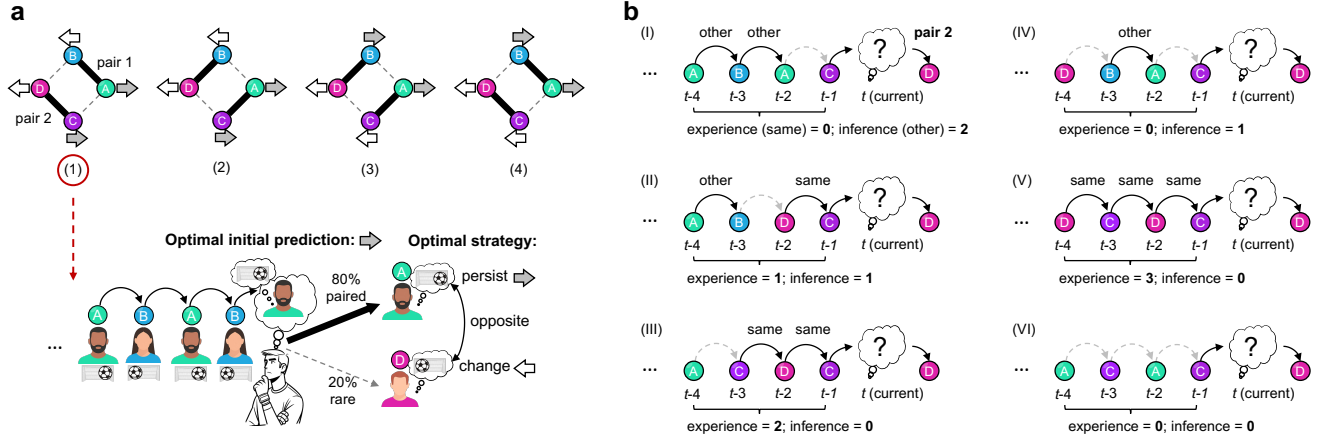 a
B
pair 1
D
A
pair 2
C
(1)
B
D
A
C
(2)
B
D
A
C
(3)
B
D
A
C
(4)
Optimal initial prediction:
Optimal strategy:
A
B
A
B
...
80%
paired
20%
rare
A
persist
opposite
D
change
b
(I)
other other pair 2
... A B A C ? D
t-4 t-3 t-2 t-1 t (current)
experience (same) = 0; inference (other) = 2
(II)
other same
... A B D C ? D
t-4 t-3 t-2 t-1 t (current)
experience = 1; inference = 1
(III)
same same
... A C D C ? D
t-4 t-3 t-2 t-1 t (current)
experience = 2; inference = 0
(IV)
other
... D B A C ? D
t-4 t-3 t-2 t-1 t (current)
experience = 0; inference = 1
(V)
same same same
... D C D C ? D
t-4 t-3 t-2 t-1 t (current)
experience = 3; inference = 0
(VI)
... A C A C ? D
t-4 t-3 t-2 t-1 t (current)
experience = 0; inference = 0